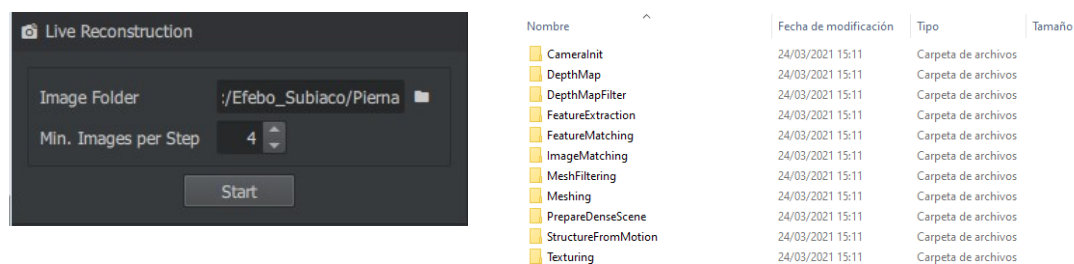 Live Reconstruction
Image Folder :/Efebo_Subiaco/Pierna
Min. Images per Step 4
Start
Nombre Fecha de modificación Tipo Tamaño
CameraInit 24/03/2021 15:11 Carpeta de archivos
DepthMap 24/03/2021 15:11 Carpeta de archivos
DepthMapFilter 24/03/2021 15:11 Carpeta de archivos
FeatureExtraction 24/03/2021 15:11 Carpeta de archivos
FeatureMatching 24/03/2021 15:11 Carpeta de archivos
ImageMatching 24/03/2021 15:11 Carpeta de archivos
MeshFiltering 24/03/2021 15:11 Carpeta de archivos
Meshing 24/03/2021 15:11 Carpeta de archivos
PrepareDenseScene 24/03/2021 15:11 Carpeta de archivos
StructureFromMotion 24/03/2021 15:11 Carpeta de archivos
Texturing 24/03/2021 15:11 Carpeta de archivos